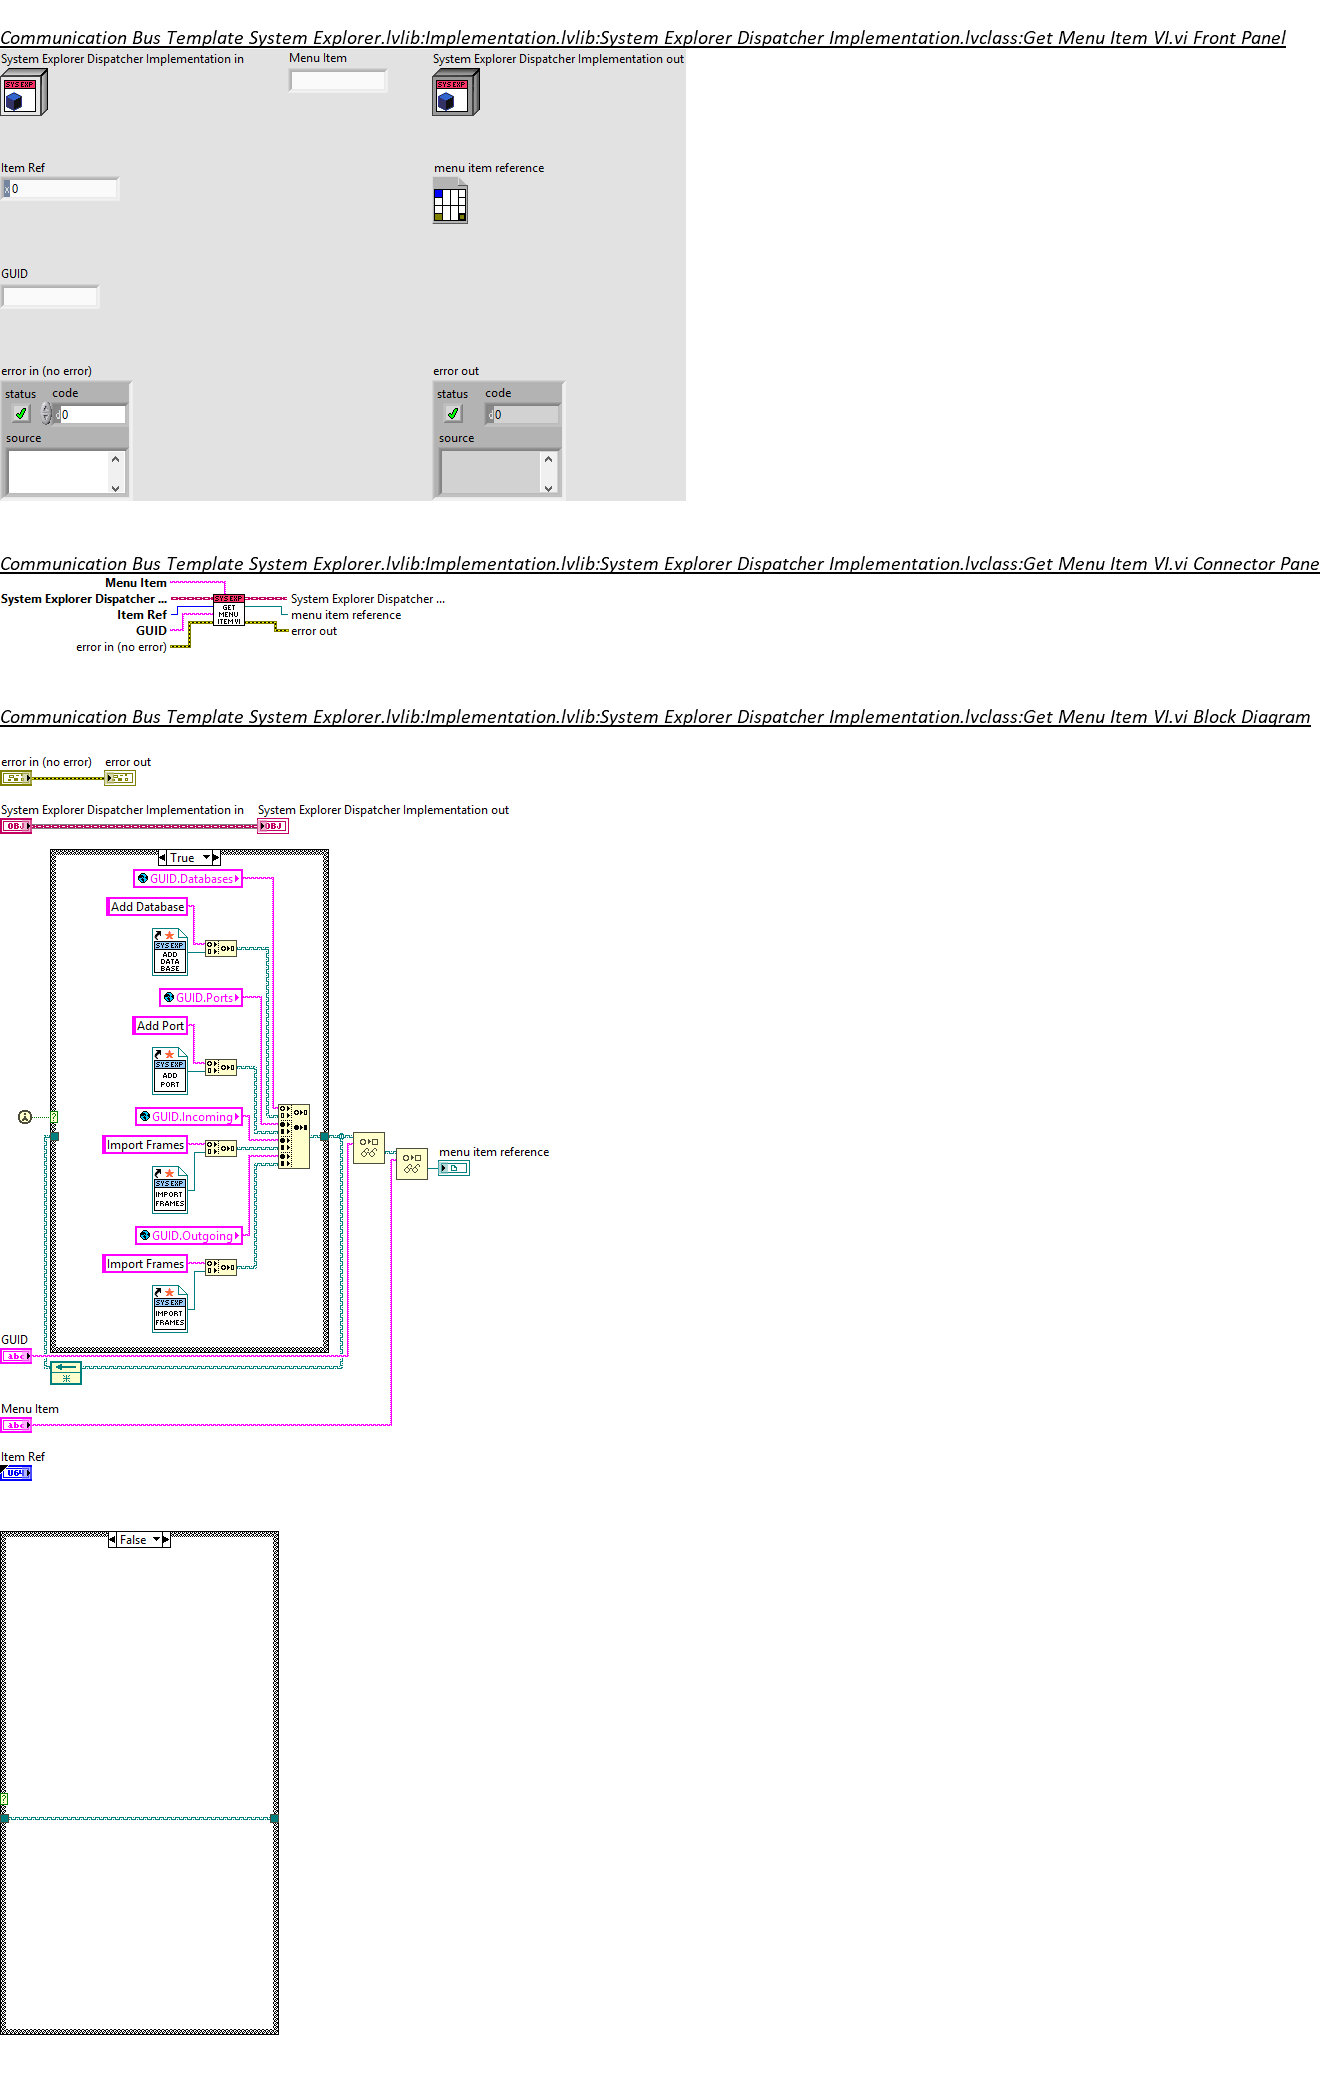 Communication Bus Template System Explorer.lvlib:Implementation.lvlib:System Explorer Dispatcher Implementation.lvclass:Get Menu Item VI.vi Front Panel
System Explorer Dispatcher Implementation in
Menu Item
System Explorer Dispatcher Implementation out
SYS EXP
SYS EXP
Item Ref
menu item reference
x 0
GUID
error in (no error)
error out
status code
status code
d 0
d 0
source
source
Communication Bus Template System Explorer.lvlib:Implementation.lvlib:System Explorer Dispatcher Implementation.lvclass:Get Menu Item VI.vi Connector Pane
Menu Item
System Explorer Dispatcher ...
SYS EXP
System Explorer Dispatcher ...
Item Ref
GET
MENU
ITEM VI
menu item reference
GUID
error out
error in (no error)
Communication Bus Template System Explorer.lvlib:Implementation.lvlib:System Explorer Dispatcher Implementation.lvclass:Get Menu Item VI.vi Block Diagram
error in (no error) error out
System Explorer Dispatcher Implementation in System Explorer Dispatcher Implementation out
OBJ OBJ
True
GUID.Databases
Add Database
SYS EXP
ADD
DATA
BASE
GUID.Ports
Add Port
SYS EXP
ADD
PORT
GUID.Incoming
?
Import Frames
menu item reference
SYS EXP
IMPORT
FRAMES
GUID.Outgoing
Import Frames
SYS EXP
IMPORT
FRAMES
GUID
abc
Menu Item
abc
Item Ref
U64
False
?